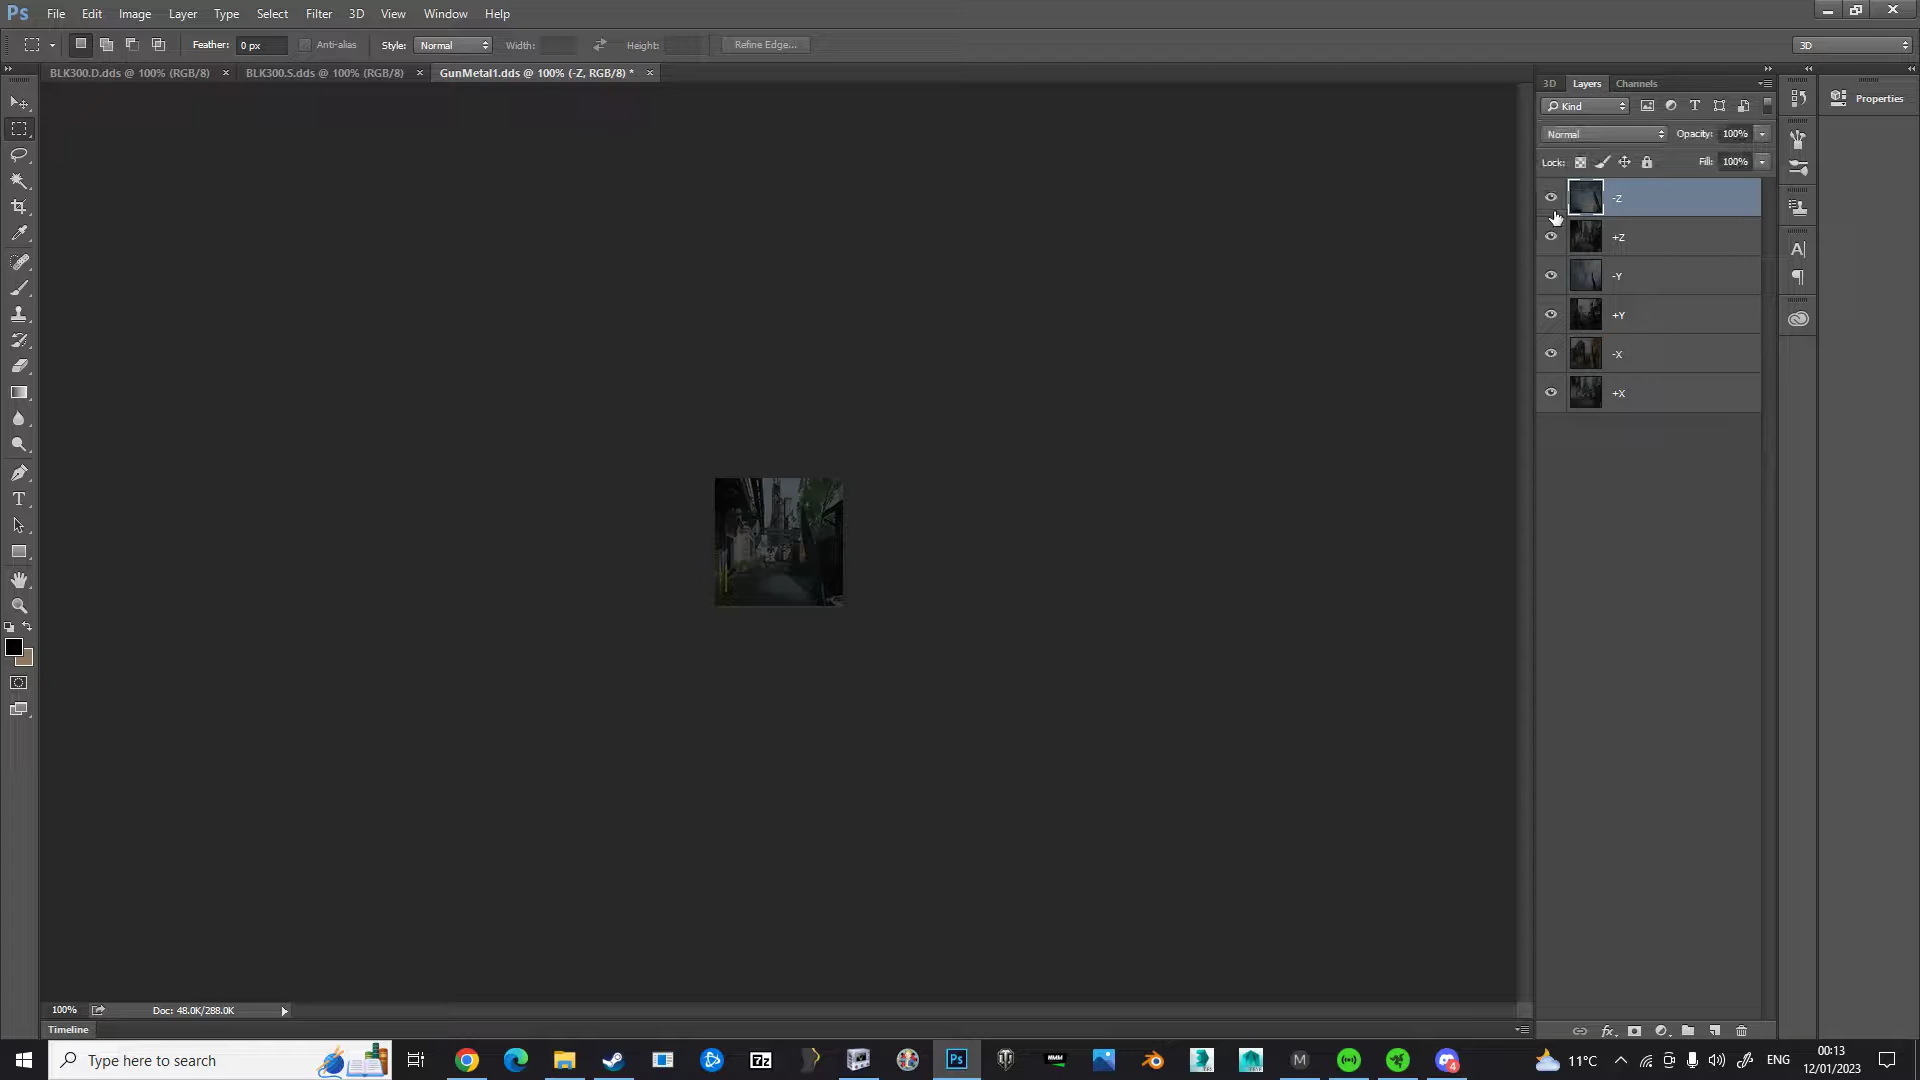 Ps File Edit Image Layer Type Select Filter 3D View Window Help
Feather: 0 px Anti-alias Style: Normal Width: Height: Refine Edge... 3D
BLK300.D.dds @ 100% (RGB/8) × BLK300.S.dds @ 100% (RGB/8) × GunMetal1.dds @ 100% (-Z, RGB/8) * ×
3D Layers Channels
Properties
Kind
Normal Opacity: 100%
Lock: Fill: 100%
-Z
+Z
-Y
+Y
-X
+X
100% Doc: 48.0K/288.0K
Timeline
Type here to search
7z
Ps
M
4
11°C
ENG
00:13
12/01/2023